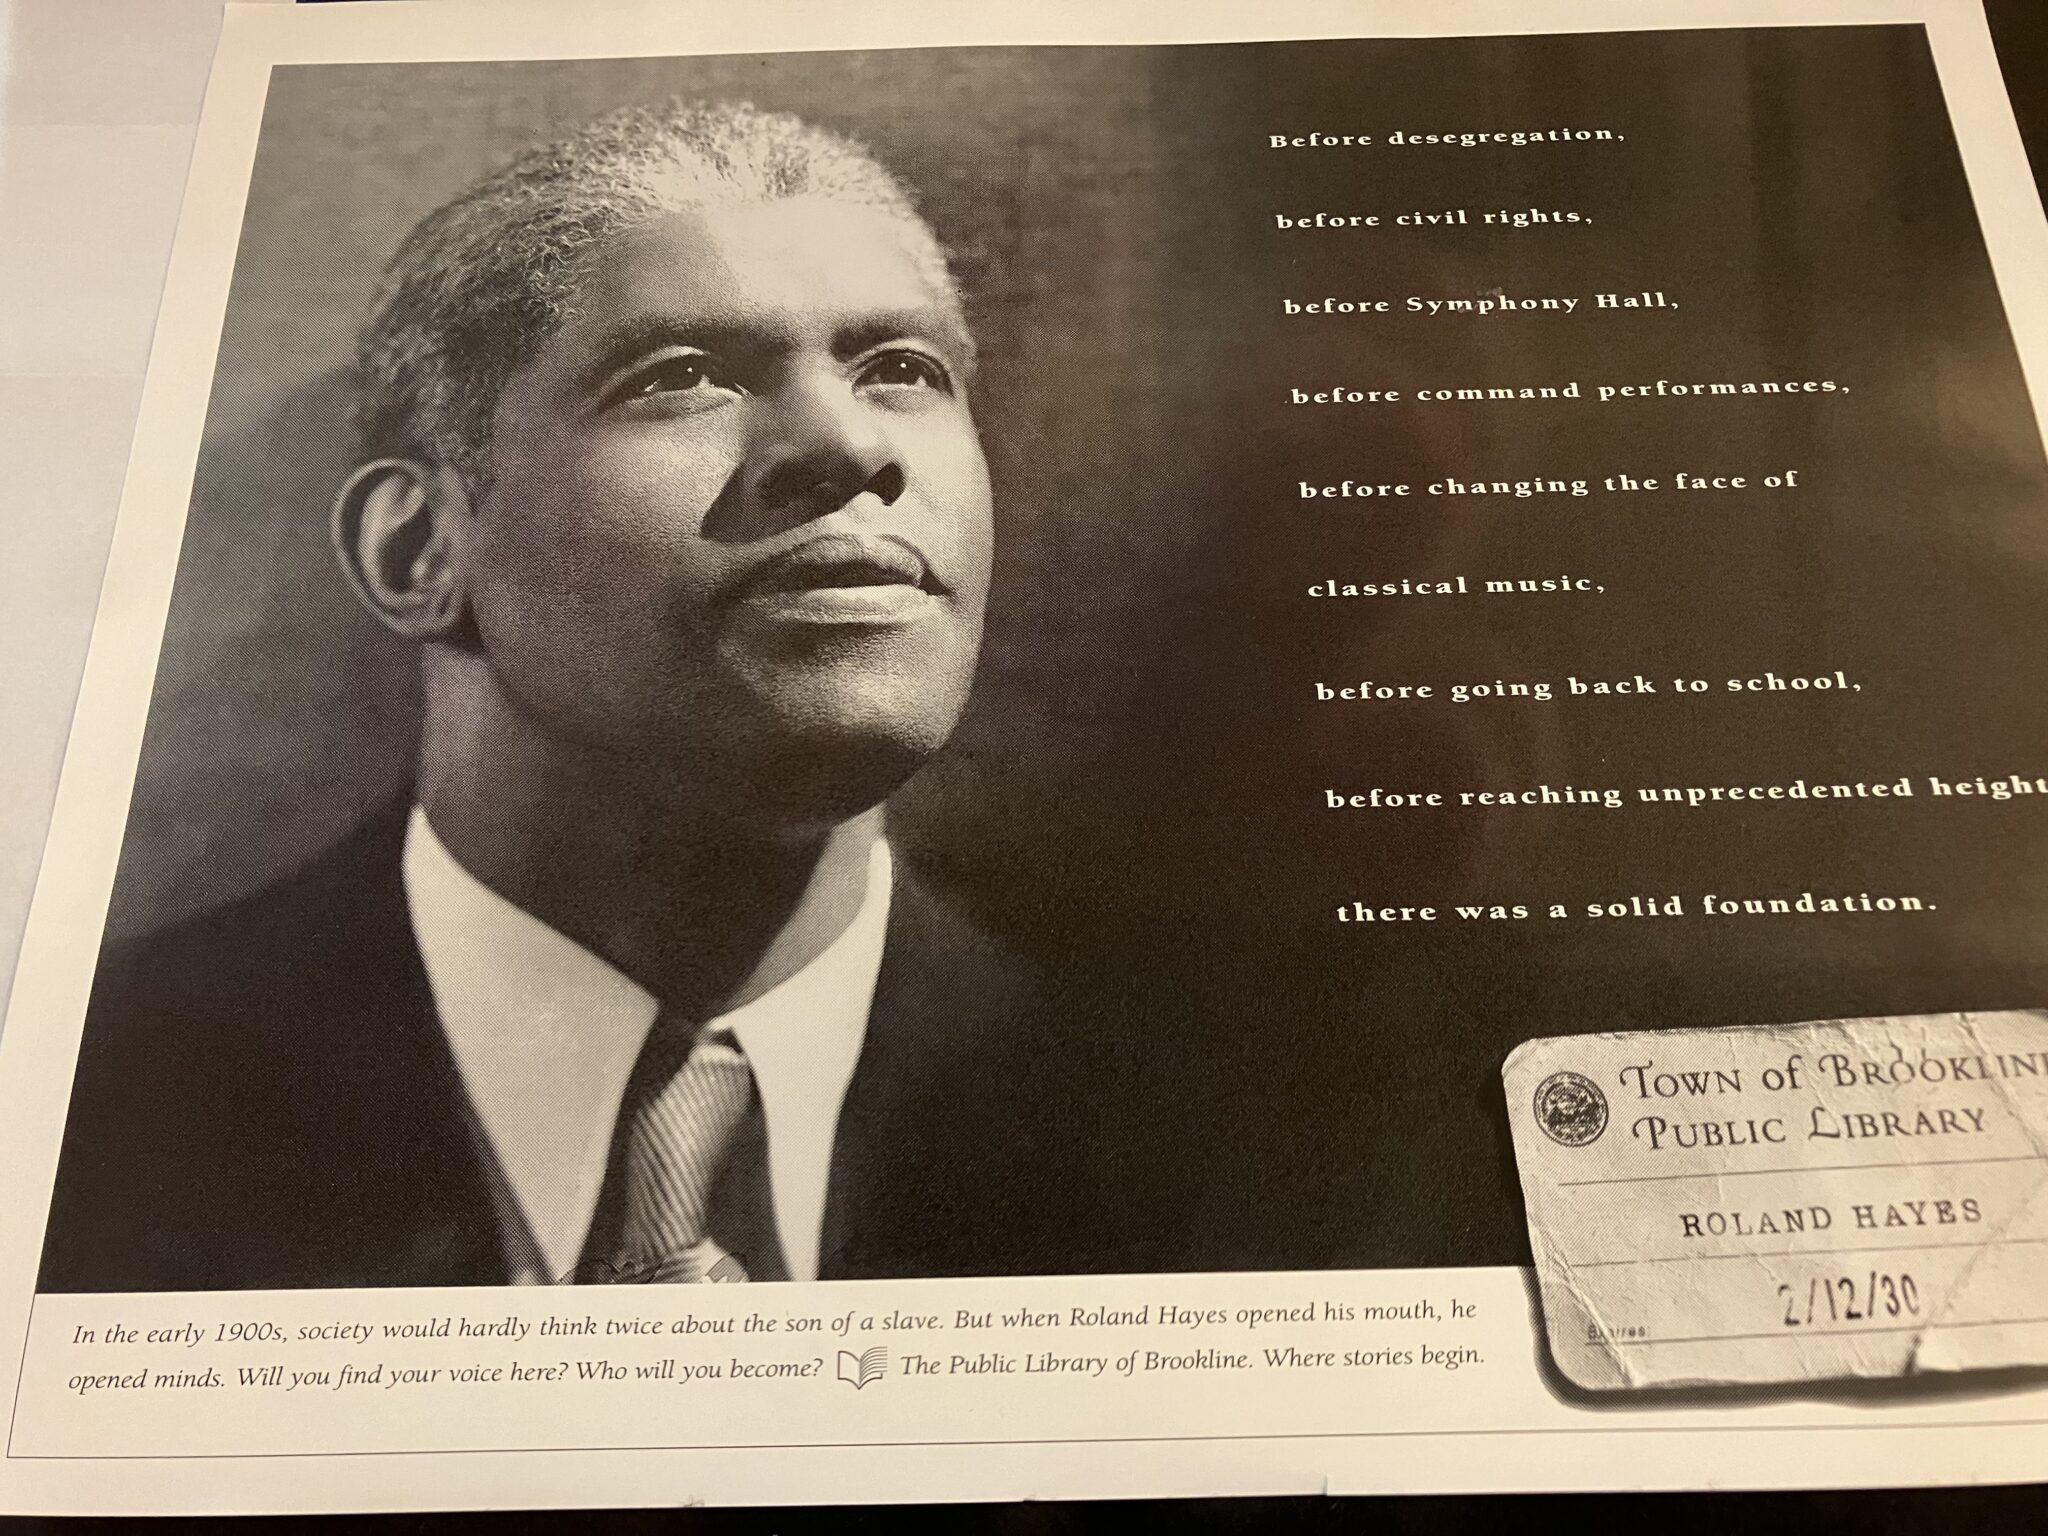 Before desegregation,
before civil rights,
before Symphony Hall,
before command performances,
before changing the face of
classical music,
before going back to school,
before reaching unprecedented height
there was a solid foundation.
TOWN of BROOKLINE
PUBLIC LIBRARY
ROLAND HAYES
2/12/30
Expires:
In the early 1900s, society would hardly think twice about the son of a slave. But when Roland Hayes opened his mouth, he
opened minds. Will you find your voice here? Who will you become? The Public Library of Brookline. Where stories begin.